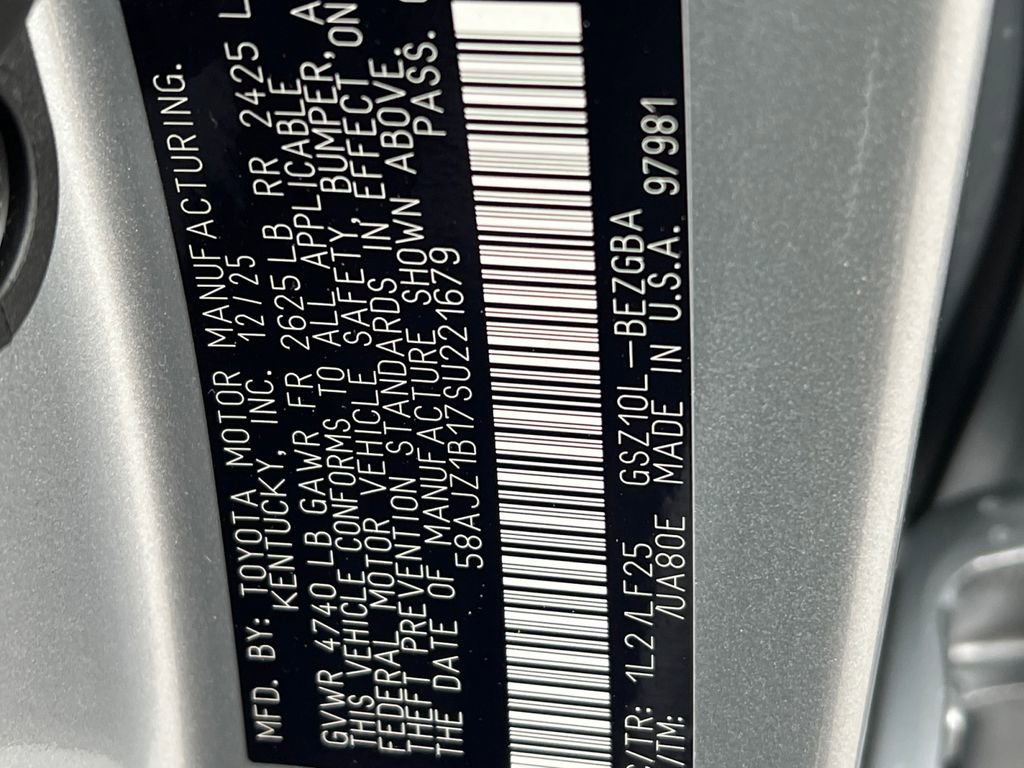 MFD. BY: TOYOTA MOTOR MANUFACTURING.
KENTUCKY, INC. 12/25
GVWR 4740 LB GAWR FR 2625 LB RR 2425 L
THIS VEHICLE CONFORMS TO ALL APPLICABLE
FEDERAL MOTOR VEHICLE SAFETY, BUMPER, A
THEFT PREVENTION STANDARDS IN EFFECT ON
THE DATE OF MANUFACTURE SHOWN ABOVE.
58AJZ1B17SU221679 PASS.
C/TR: 1L2/LF25 GSZ10L-BEZGBA
/TM: /UA80E MADE IN U.S.A. 97981